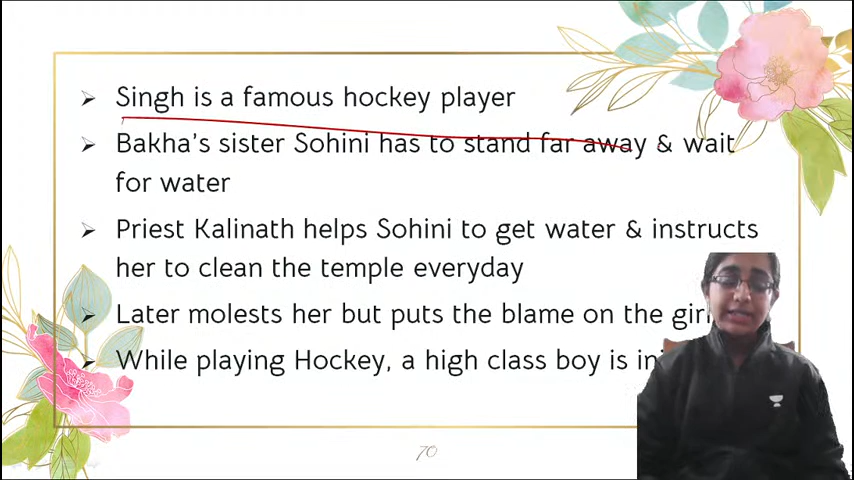 Singh is a famous hockey player
Bakha's sister Sohini has to stand far away & wait
for water
Priest Kalinath helps Sohini to get water & instructs
her to clean the temple everyday
Later molests her but puts the blame on the girl
While playing Hockey, a high class boy is
70